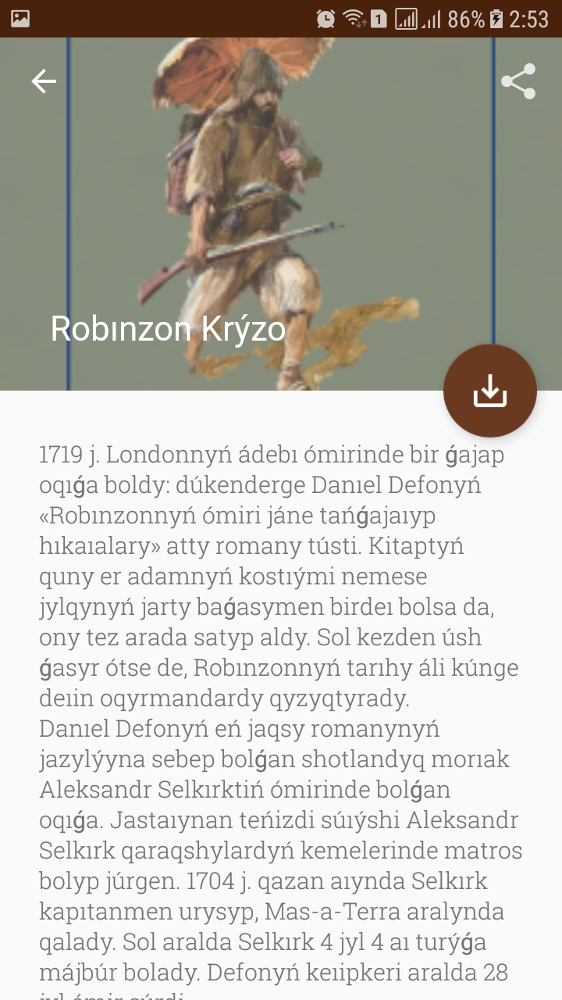 1 86% 2:53
Robınzon Krýzo
1719 j. Londonnyń ádebı ómirinde bir ǵajap
oqıǵa boldy: dúkenderge Danıel Defonyń
«Robınzonnyń ómiri jáne tańǵajaıyp
hıkaıalary» atty romany tústi. Kitaptyń
quny er adamnyń kostıými nemese
jylqynyń jarty baǵasymen birdeı bolsa da,
ony tez arada satyp aldy. Sol kezden úsh
ǵasyr ótse de, Robınzonnyń tarıhy áli kúnge
deıin oqyrmandardy qyzyqtyrady.
Danıel Defonyń eń jaqsy romanynyń
jazylýyna sebep bolǵan shotlandyq morıak
Aleksandr Selkırktiń ómirinde bolǵan
oqıǵa. Jastaıynan teńizdi súıýshi Aleksandr
Selkırk qaraqshylardyń kemelerinde matros
bolyp júrgen. 1704 j. qazan aıynda Selkırk
kapıtanmen urysyp, Mas-a-Terra aralynda
qalady. Sol aralda Selkırk 4 jyl 4 aı turýǵa
májbúr bolady. Defonyń keıipkeri aralda 28
jyl ómir súrdi